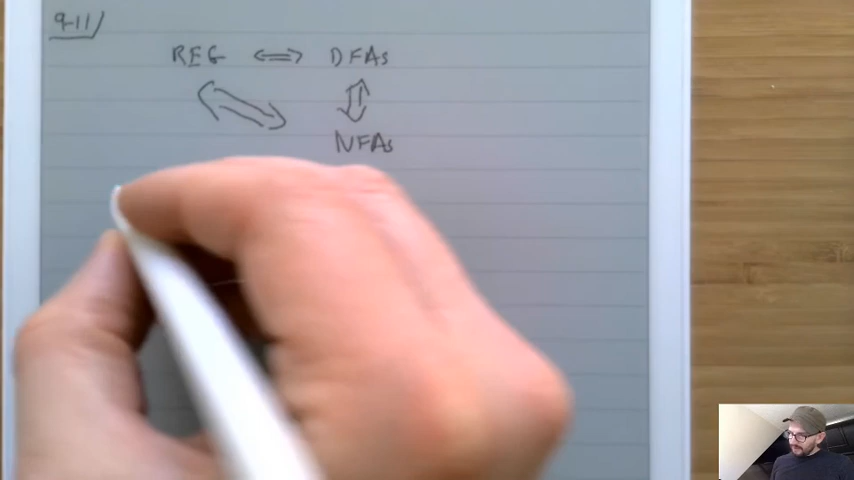 9-11/
REG ⇔ DFAs
⇔ ⇕
NFAs